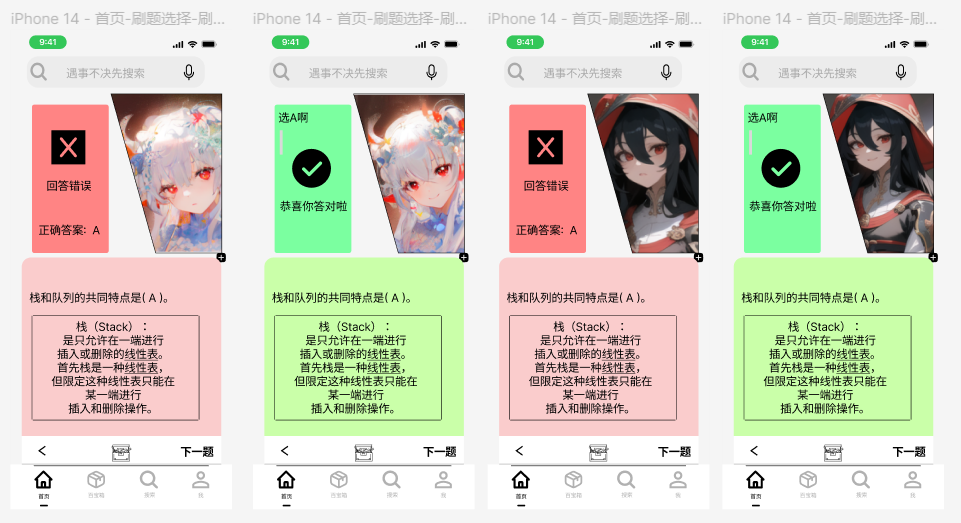 iPhone 14 - 首页-刷题选择-刷...
9:41
遇事不决先搜索
回答错误
正确答案: A
栈和队列的共同特点是( A )。
栈（Stack）：
是只允许在一端进行
插入或删除的线性表。
首先栈是一种线性表，
但限定这种线性表只能在
某一端进行
插入和删除操作。
下一题
首页
百宝箱
搜索
我
iPhone 14 - 首页-刷题选择-刷...
9:41
遇事不决先搜索
选A啊
恭喜你答对啦
栈和队列的共同特点是( A )。
栈（Stack）：
是只允许在一端进行
插入或删除的线性表。
首先栈是一种线性表，
但限定这种线性表只能在
某一端进行
插入和删除操作。
下一题
首页
百宝箱
搜索
我
iPhone 14 - 首页-刷题选择-刷...
9:41
遇事不决先搜索
回答错误
正确答案: A
栈和队列的共同特点是( A )。
栈（Stack）：
是只允许在一端进行
插入或删除的线性表。
首先栈是一种线性表，
但限定这种线性表只能在
某一端进行
插入和删除操作。
下一题
首页
百宝箱
搜索
我
iPhone 14 - 首页-刷题选择-刷...
9:41
遇事不决先搜索
选A啊
恭喜你答对啦
栈和队列的共同特点是( A )。
栈（Stack）：
是只允许在一端进行
插入或删除的线性表。
首先栈是一种线性表，
但限定这种线性表只能在
某一端进行
插入和删除操作。
下一题
首页
百宝箱
搜索
我